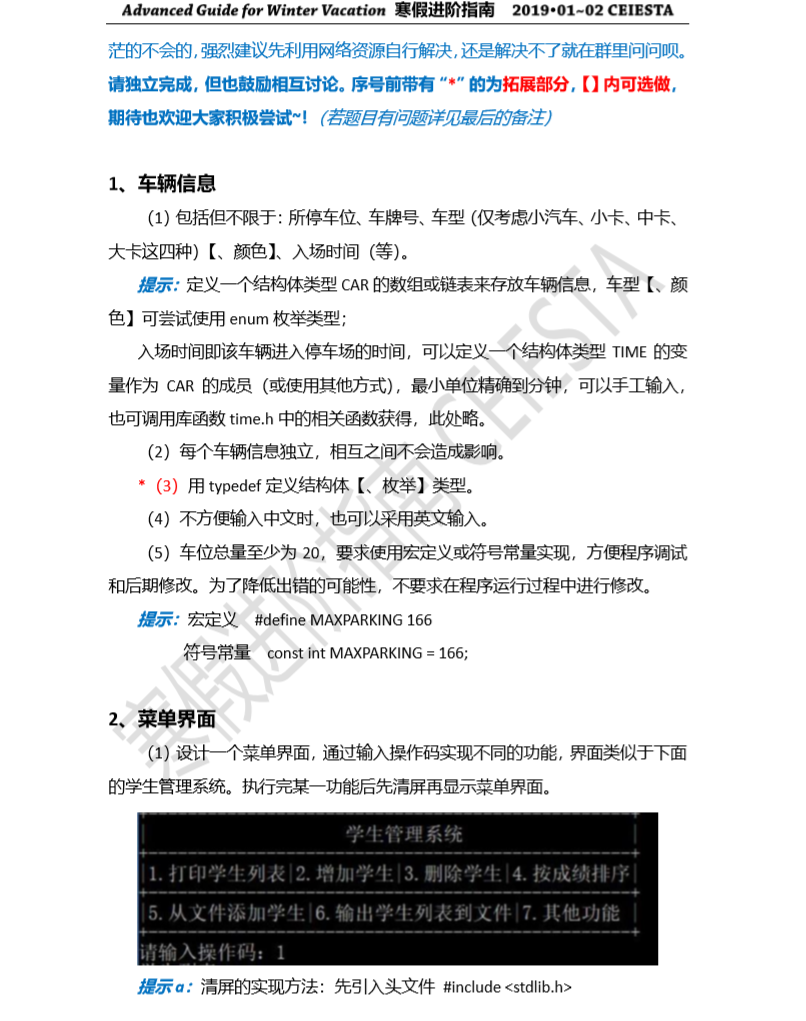 Advanced Guide for Winter Vacation 寒假进阶指南 2019•01~02 CEIESTA
茫的不会的，强烈建议先利用网络资源自行解决，还是解决不了就在群里问问呗。
请独立完成，但也鼓励相互讨论。序号前带有“*”的为拓展部分，【】内可选做，
期待也欢迎大家积极尝试~!（若题目有问题详见最后的备注）
1、车辆信息
（1）包括但不限于：所停车位、车牌号、车型（仅考虑小汽车、小卡、中卡、
大卡这四种）【、颜色】、入场时间（等）。
提示：定义一个结构体类型 CAR 的数组或链表来存放车辆信息，车型【、颜
色】可尝试使用 enum 枚举类型；
入场时间即该车辆进入停车场的时间，可以定义一个结构体类型 TIME 的变
量作为 CAR 的成员（或使用其他方式），最小单位精确到分钟，可以手工输入，
也可调用库函数 time.h 中的相关函数获得，此处略。
（2）每个车辆信息独立，相互之间不会造成影响。
*（3）用 typedef 定义结构体【、枚举】类型。
（4）不方便输入中文时，也可以采用英文输入。
（5）车位总量至少为 20，要求使用宏定义或符号常量实现，方便程序调试
和后期修改。为了降低出错的可能性，不要求在程序运行过程中进行修改。
提示：宏定义 #define MAXPARKING 166
符号常量 const int MAXPARKING = 166;
2、菜单界面
（1）设计一个菜单界面，通过输入操作码实现不同的功能，界面类似于下面
的学生管理系统。执行完某一功能后先清屏再显示菜单界面。
学生管理系统
1.打印学生列表|2.增加学生|3.删除学生|4.按成绩排序
5.从文件添加学生|6.输出学生列表到文件|7.其他功能
请输入操作码：1
提示 a：清屏的实现方法：先引入头文件 #include <stdlib.h>
寒假进阶指南 CEIESTA